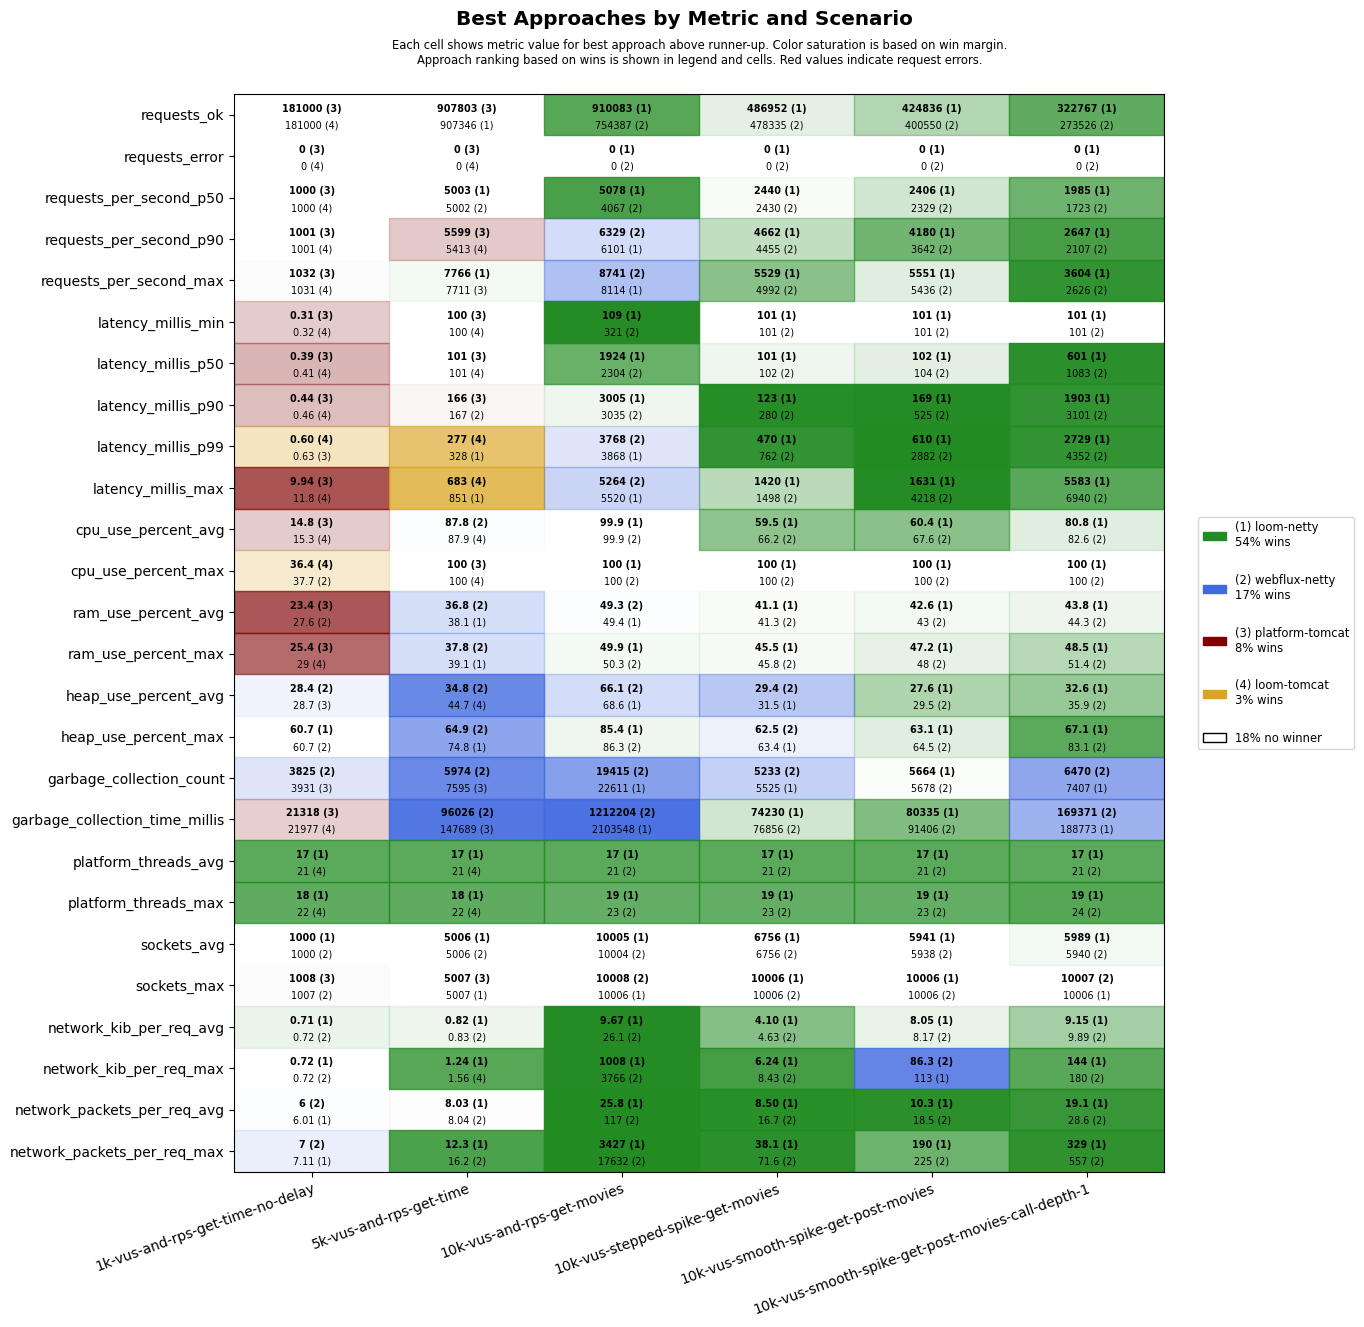 Best Approaches by Metric and Scenario
Each cell shows metric value for best approach above runner-up. Color saturation is based on win margin.
Approach ranking based on wins is shown in legend and cells. Red values indicate request errors.
requests_ok
181000 (3) 907803 (3) 910083 (1) 486952 (1) 424836 (1) 322767 (1)
181000 (4) 907346 (1) 754387 (2) 478335 (2) 400550 (2) 273526 (2)
requests_error
0 (3) 0 (3) 0 (1) 0 (1) 0 (1) 0 (1)
0 (4) 0 (4) 0 (2) 0 (2) 0 (2) 0 (2)
requests_per_second_p50
1000 (3) 5003 (1) 5078 (1) 2440 (1) 2406 (1) 1985 (1)
1000 (4) 5002 (2) 4067 (2) 2430 (2) 2329 (2) 1723 (2)
requests_per_second_p90
1001 (3) 5599 (3) 6329 (2) 4662 (1) 4180 (1) 2647 (1)
1001 (4) 5413 (4) 6101 (1) 4455 (2) 3642 (2) 2107 (2)
requests_per_second_max
1032 (3) 7766 (1) 8741 (2) 5529 (1) 5551 (1) 3604 (1)
1031 (4) 7711 (3) 8114 (1) 4992 (2) 5436 (2) 2626 (2)
latency_millis_min
0.31 (3) 100 (3) 109 (1) 101 (1) 101 (1) 101 (1)
0.32 (4) 100 (4) 321 (2) 101 (2) 101 (2) 101 (2)
latency_millis_p50
0.39 (3) 101 (3) 1924 (1) 101 (1) 102 (1) 601 (1)
0.41 (4) 101 (4) 2304 (2) 102 (2) 104 (2) 1083 (2)
latency_millis_p90
0.44 (3) 166 (3) 3005 (1) 123 (1) 169 (1) 1903 (1)
0.46 (4) 167 (2) 3035 (2) 280 (2) 525 (2) 3101 (2)
latency_millis_p99
0.60 (4) 277 (4) 3768 (2) 470 (1) 610 (1) 2729 (1)
0.63 (3) 328 (1) 3868 (1) 762 (2) 2882 (2) 4352 (2)
latency_millis_max
9.94 (3) 683 (4) 5264 (2) 1420 (1) 1631 (1) 5583 (1)
11.8 (4) 851 (1) 5520 (1) 1498 (2) 4218 (2) 6940 (2)
cpu_use_percent_avg
14.8 (3) 87.8 (2) 99.9 (1) 59.5 (1) 60.4 (1) 80.8 (1)
15.3 (4) 87.9 (4) 99.9 (2) 66.2 (2) 67.6 (2) 82.6 (2)
cpu_use_percent_max
36.4 (4) 100 (3) 100 (1) 100 (1) 100 (1) 100 (1)
37.7 (2) 100 (4) 100 (2) 100 (2) 100 (2) 100 (2)
ram_use_percent_avg
23.4 (3) 36.8 (2) 49.3 (2) 41.1 (1) 42.6 (1) 43.8 (1)
27.6 (2) 38.1 (1) 49.4 (1) 41.3 (2) 43 (2) 44.3 (2)
ram_use_percent_max
25.4 (3) 37.8 (2) 49.9 (1) 45.5 (1) 47.2 (1) 48.5 (1)
29 (4) 39.1 (1) 50.3 (2) 45.8 (2) 48 (2) 51.4 (2)
heap_use_percent_avg
28.4 (2) 34.8 (2) 66.1 (2) 29.4 (2) 27.6 (1) 32.6 (1)
28.7 (3) 44.7 (4) 68.6 (1) 31.5 (1) 29.5 (2) 35.9 (2)
heap_use_percent_max
60.7 (1) 64.9 (2) 85.4 (1) 62.5 (2) 63.1 (1) 67.1 (1)
60.7 (2) 74.8 (1) 86.3 (2) 63.4 (1) 64.5 (2) 83.1 (2)
garbage_collection_count
3825 (2) 5974 (2) 19415 (2) 5233 (2) 5664 (1) 6470 (2)
3931 (3) 7595 (3) 22611 (1) 5525 (1) 5678 (2) 7407 (1)
garbage_collection_time_millis
21318 (3) 96026 (2) 1212204 (2) 74230 (1) 80335 (1) 169371 (2)
21977 (4) 147689 (3) 2103548 (1) 76856 (2) 91406 (2) 188773 (1)
platform_threads_avg
17 (1) 17 (1) 17 (1) 17 (1) 17 (1) 17 (1)
21 (4) 21 (4) 21 (2) 21 (2) 21 (2) 21 (2)
platform_threads_max
18 (1) 18 (1) 19 (1) 19 (1) 19 (1) 19 (1)
22 (4) 22 (4) 23 (2) 23 (2) 23 (2) 24 (2)
sockets_avg
1000 (1) 5006 (1) 10005 (1) 6756 (1) 5941 (1) 5989 (1)
1000 (2) 5006 (2) 10004 (2) 6756 (2) 5938 (2) 5940 (2)
sockets_max
1008 (3) 5007 (3) 10008 (2) 10006 (1) 10006 (1) 10007 (2)
1007 (2) 5007 (1) 10006 (1) 10006 (2) 10006 (2) 10006 (1)
network_kib_per_req_avg
0.71 (1) 0.82 (1) 9.67 (1) 4.10 (1) 8.05 (1) 9.15 (1)
0.72 (2) 0.83 (2) 26.1 (2) 4.63 (2) 8.17 (2) 9.89 (2)
network_kib_per_req_max
0.72 (1) 1.24 (1) 1008 (1) 6.24 (1) 86.3 (2) 144 (1)
0.72 (2) 1.56 (4) 3766 (2) 8.43 (2) 113 (1) 180 (2)
network_packets_per_req_avg
6 (2) 8.03 (1) 25.8 (1) 8.50 (1) 10.3 (1) 19.1 (1)
6.01 (1) 8.04 (2) 117 (2) 16.7 (2) 18.5 (2) 28.6 (2)
network_packets_per_req_max
7 (2) 12.3 (1) 3427 (1) 38.1 (1) 190 (1) 329 (1)
7.11 (1) 16.2 (2) 17632 (2) 71.6 (2) 225 (2) 557 (2)
1k-vus-and-rps-get-time-no-delay
5k-vus-and-rps-get-time
10k-vus-and-rps-get-movies
10k-vus-stepped-spike-get-movies
10k-vus-smooth-spike-get-post-movies
10k-vus-smooth-spike-get-post-movies-call-depth-1
(1) loom-netty
54% wins
(2) webflux-netty
17% wins
(3) platform-tomcat
8% wins
(4) loom-tomcat
3% wins
18% no winner